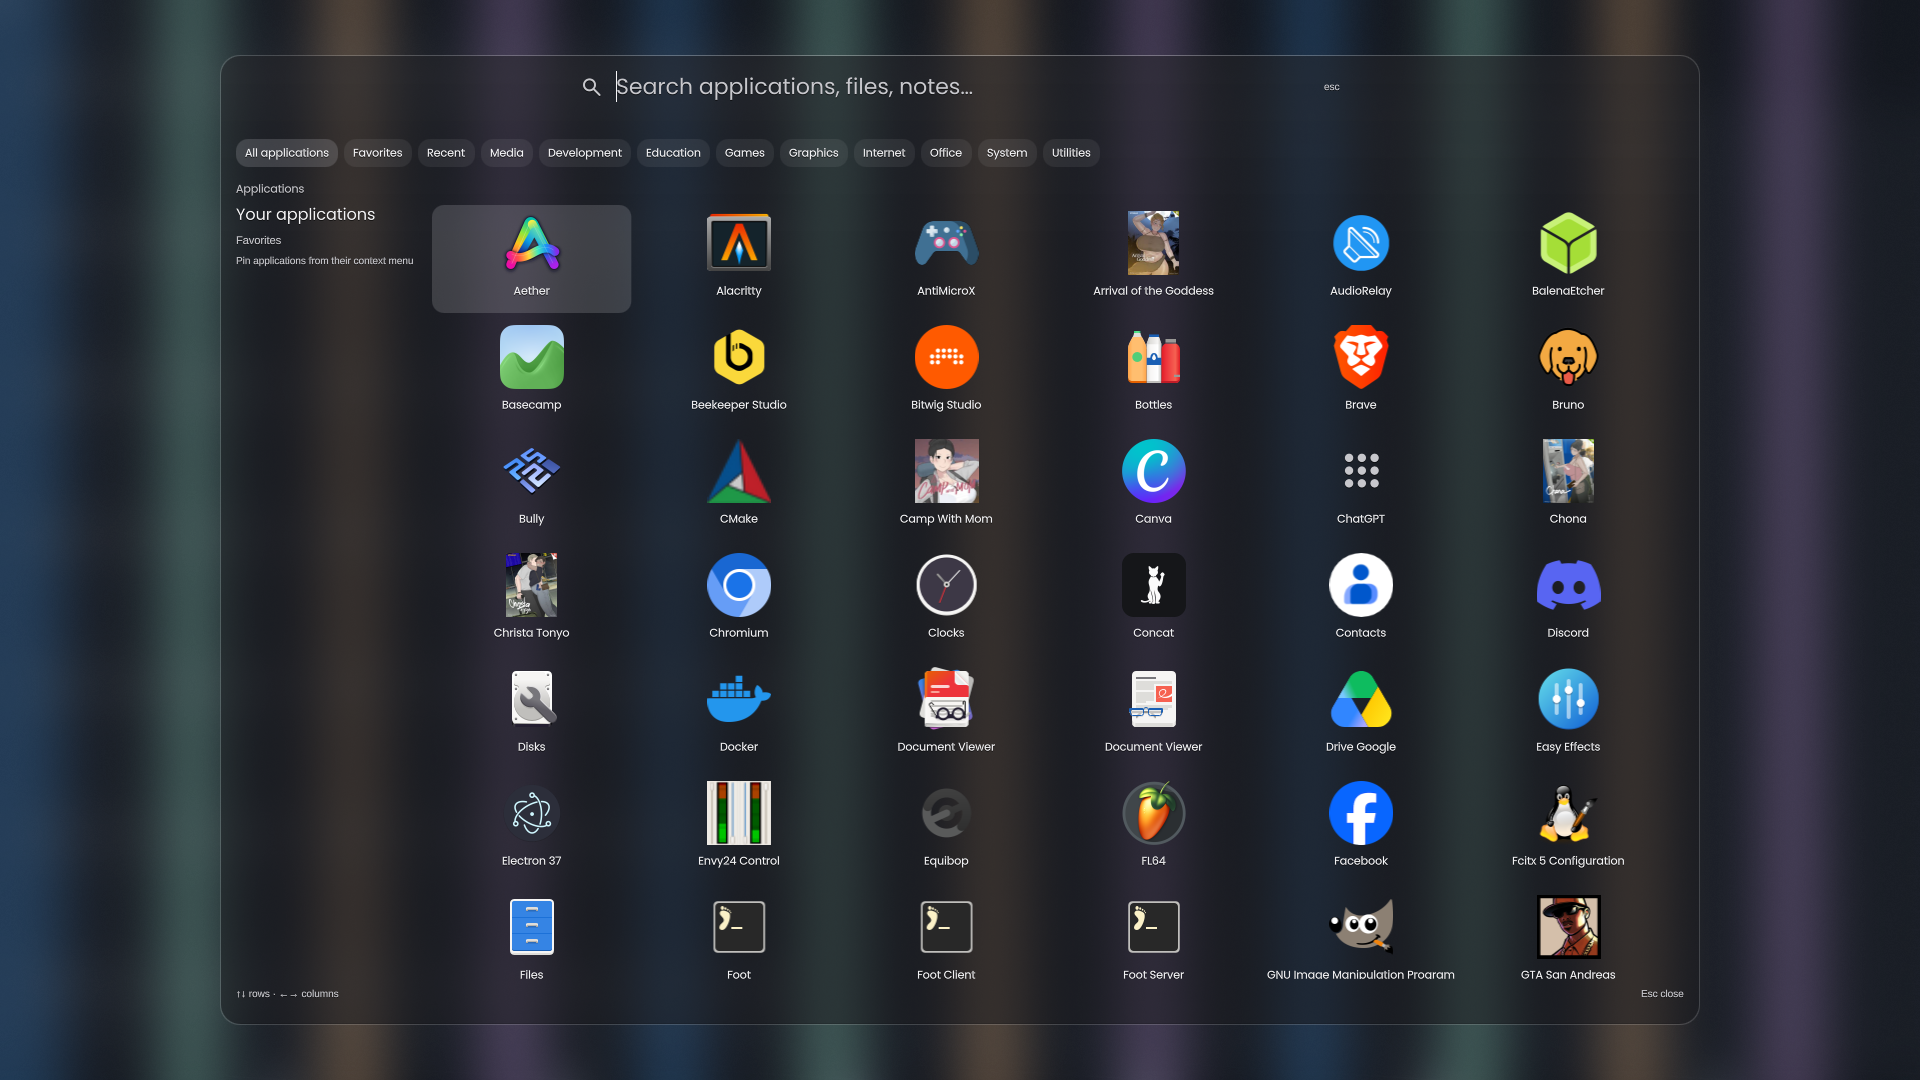 Search applications, files, notes...
esc
All applications
Favorites
Recent
Media
Development
Education
Games
Graphics
Internet
Office
System
Utilities
Applications
Your applications
Favorites
Pin applications from their context menu
Aether
Alacritty
AntiMicroX
Arrival of the Goddess
AudioRelay
BalenaEtcher
Basecamp
Beekeeper Studio
Bitwig Studio
Bottles
Brave
Bruno
Bully
CMake
Camp With Mom
Canva
ChatGPT
Chona
Christa Tonyo
Chromium
Clocks
Concat
Contacts
Discord
Disks
Docker
Document Viewer
Document Viewer
Drive Google
Easy Effects
Electron 37
Envy24 Control
Equibop
FL64
Facebook
Fcitx 5 Configuration
Files
Foot
Foot Client
Foot Server
GNU Image Manipulation Program
GTA San Andreas
↑↓ rows · ←→ columns
Esc close